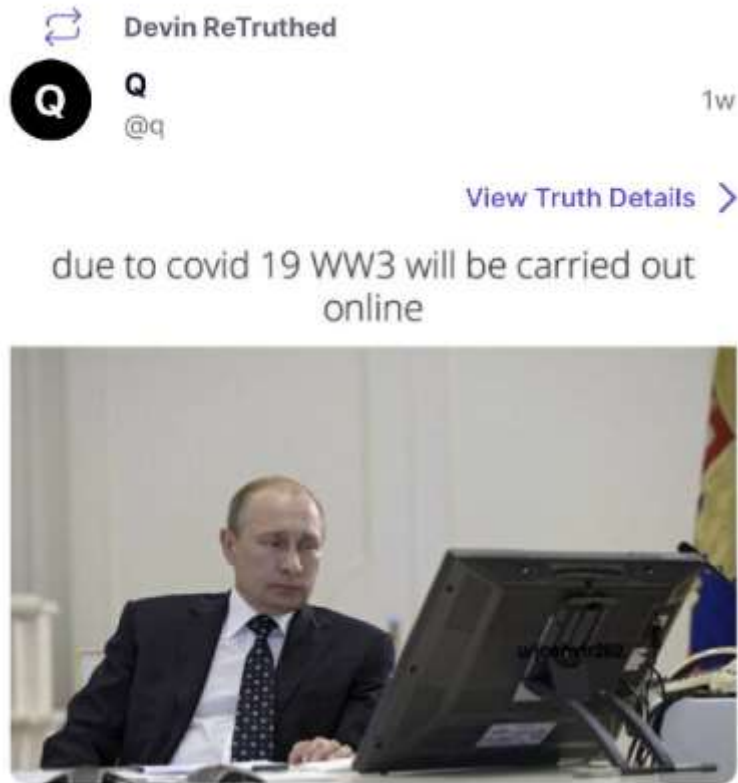 Devin ReTruthed
Q
Q
@q
1w
View Truth Details
due to covid 19 WW3 will be carried out
online